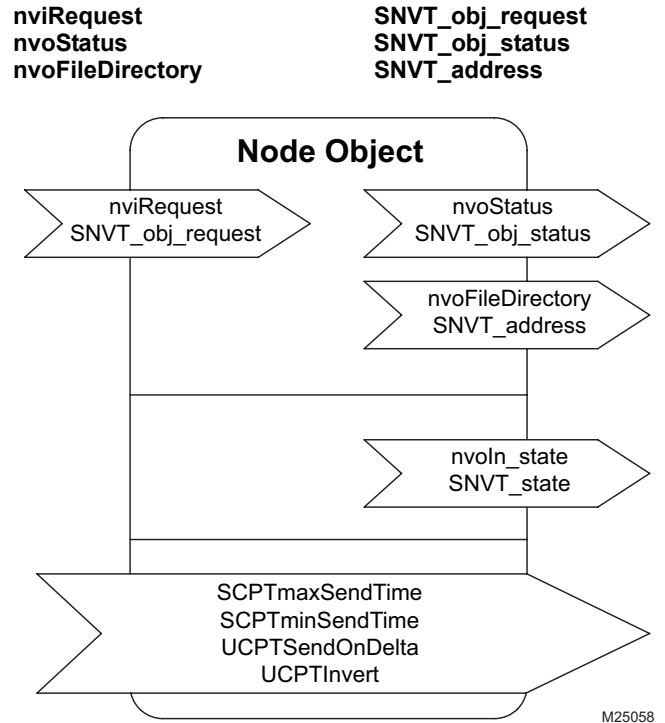 nviRequest SNVT_obj_request
nvoStatus SNVT_obj_status
nvoFileDirectory SNVT_address
Node Object
nviRequest
SNVT_obj_request
nvoStatus
SNVT_obj_status
nvoFileDirectory
SNVT_address
nvoIn_state
SNVT_state
SCPTmaxSendTime
SCPTminSendTime
UCPTSendOnDelta
UCPTInvert
M25058